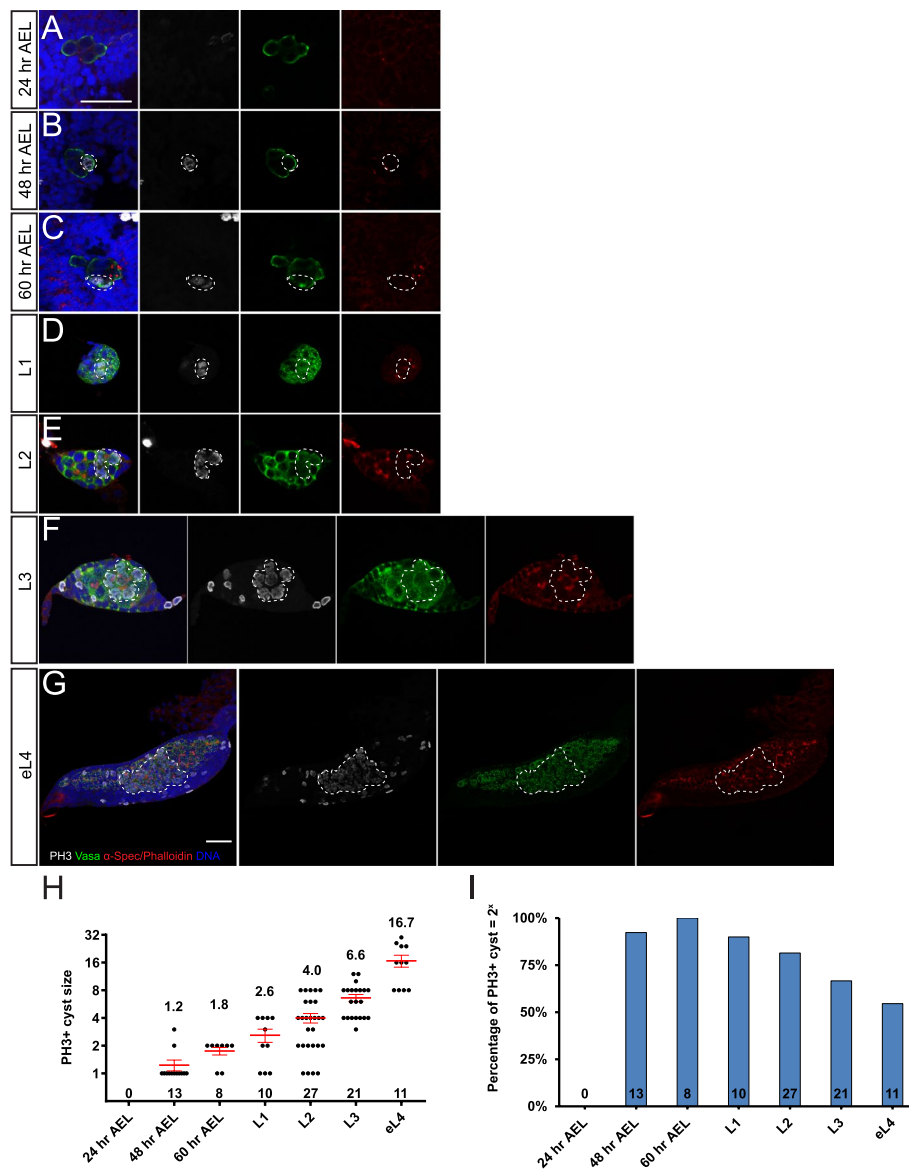 24 hr AEL
A
48 hr AEL
B
60 hr AEL
C
L1
D
L2
E
L3
F
eL4
G
PH3 Vasa α-Spec/Phalloidin DNA
H
PH3+ cyst size
32
16
8
4
2
1
1.2
1.8
2.6
4.0
6.6
16.7
0
13
8
10
27
21
11
24 hr AEL
48 hr AEL
60 hr AEL
L1
L2
L3
eL4
I
Percentage of PH3+ cyst = 2ˣ
100%
75%
50%
25%
0%
0
13
8
10
27
21
11
24 hr AEL
48 hr AEL
60 hr AEL
L1
L2
L3
eL4